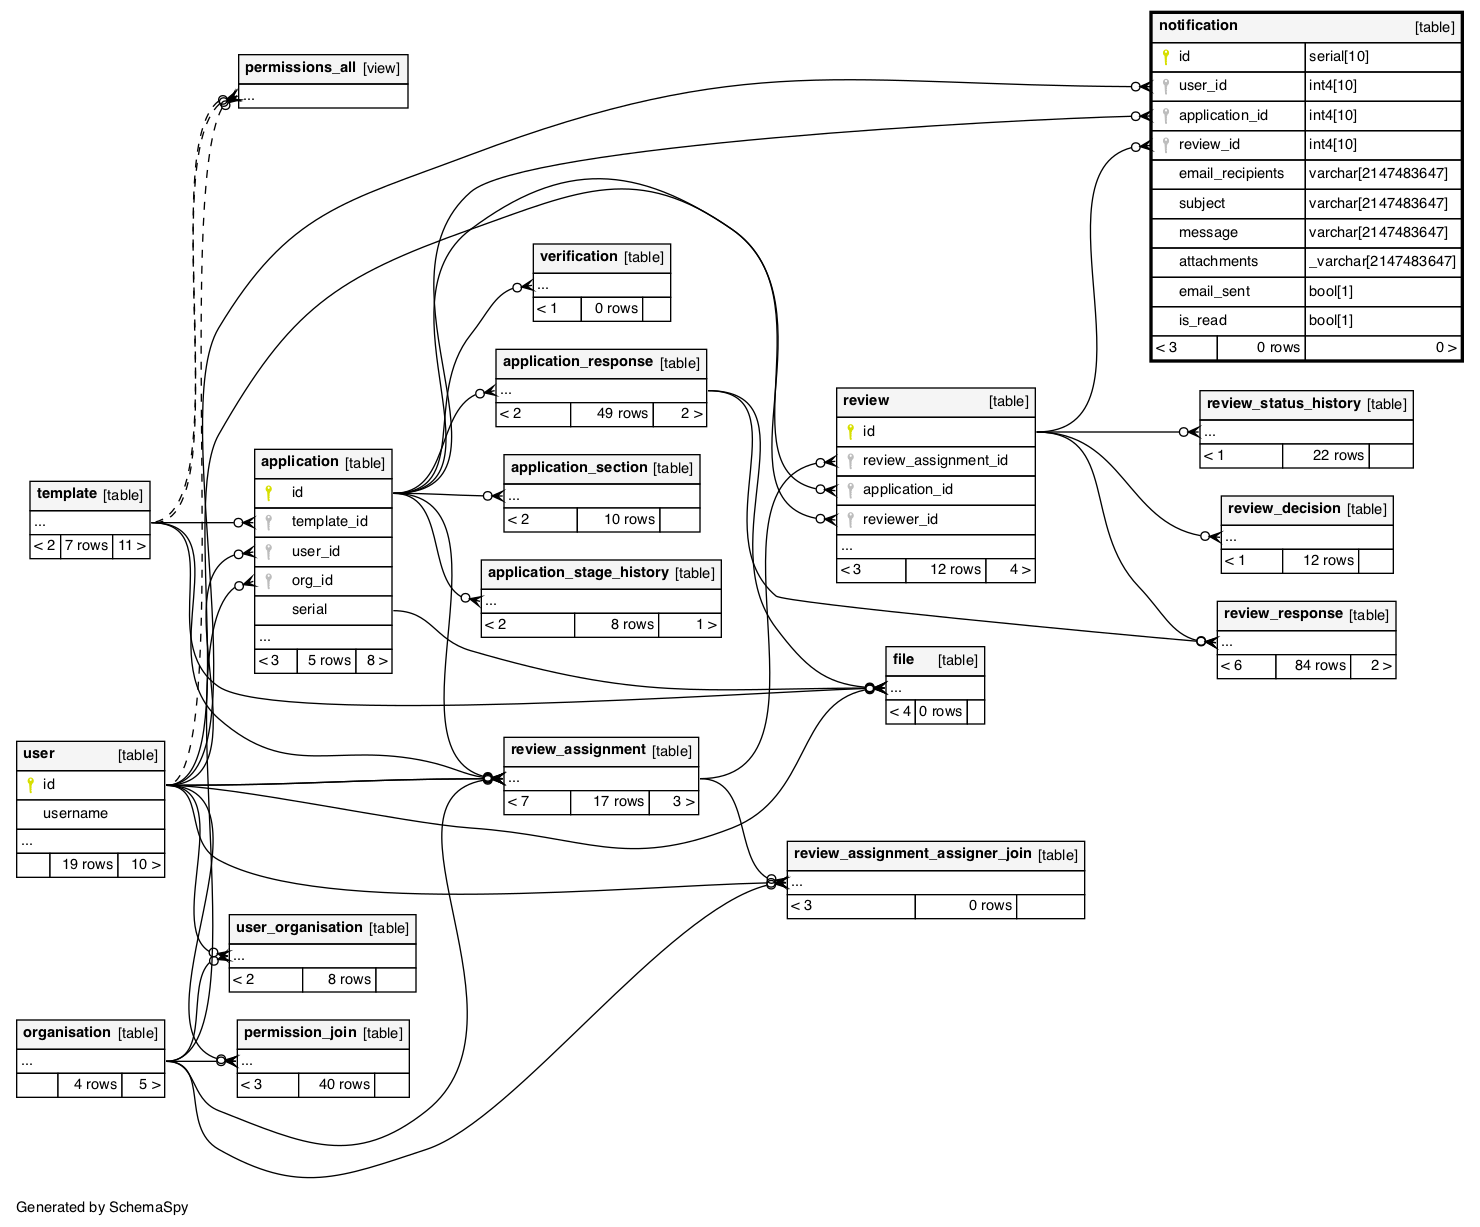 notification [table]
id serial[10]
user_id int4[10]
application_id int4[10]
review_id int4[10]
email_recipients varchar[2147483647]
subject varchar[2147483647]
message varchar[2147483647]
attachments _varchar[2147483647]
email_sent bool[1]
is_read bool[1]
< 3 0 rows 0 >
permissions_all [view]
...
verification [table]
...
< 1 0 rows
application_response [table]
...
< 2 49 rows 2 >
review [table]
id
review_assignment_id
application_id
reviewer_id
...
< 3 12 rows 4 >
review_status_history [table]
...
< 1 22 rows
application [table]
id
template_id
user_id
org_id
serial
...
< 3 5 rows 8 >
application_section [table]
...
< 2 10 rows
template [table]
...
< 2 7 rows 11 >
review_decision [table]
...
< 1 12 rows
application_stage_history [table]
...
< 2 8 rows 1 >
review_response [table]
...
< 6 84 rows 2 >
file [table]
...
< 4 0 rows
user [table]
id
username
...
19 rows 10 >
review_assignment [table]
...
< 7 17 rows 3 >
review_assignment_assigner_join [table]
...
< 3 0 rows
user_organisation [table]
...
< 2 8 rows
organisation [table]
...
4 rows 5 >
permission_join [table]
...
< 3 40 rows
Generated by SchemaSpy